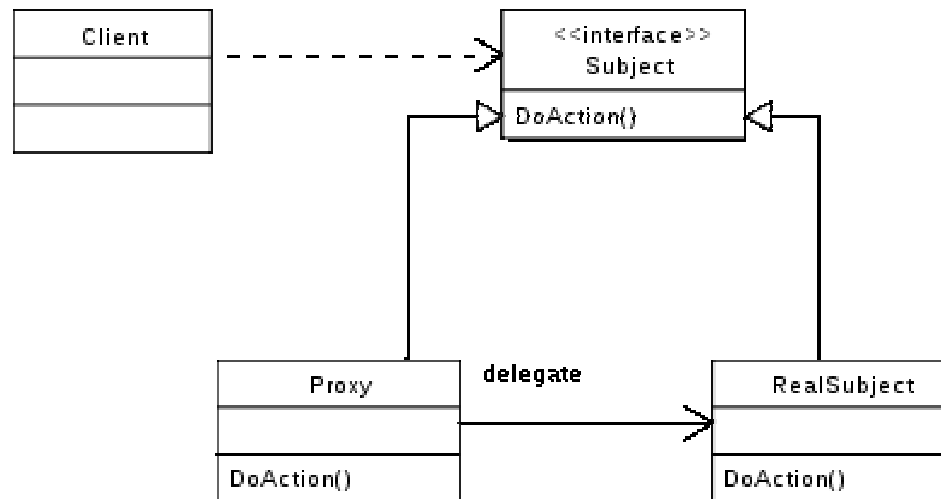 Client
<<interface>>
Subject
DoAction()
Proxy
delegate
RealSubject
DoAction()
DoAction()